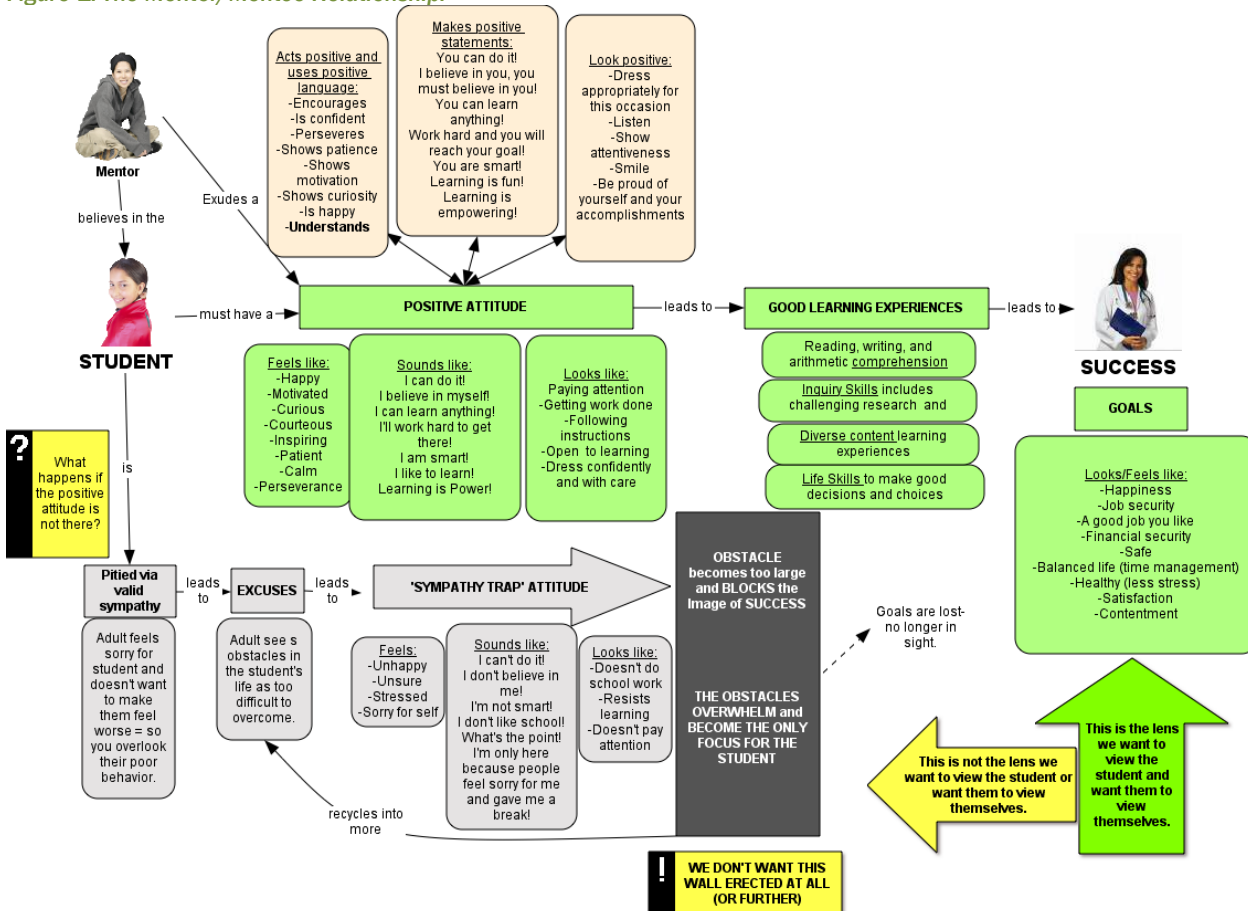 Figure 2. The Mentor/Mentee Relationship.
Acts positive and
uses positive
language:
-Encourages
-Is confident
-Perseveres
-Shows patience
-Shows
motivation
-Shows curiosity
-Is happy
-Understands
Makes positive
statements:
You can do it!
I believe in you, you
must believe in you!
You can learn
anything!
Work hard and you will
reach your goal!
You are smart!
Learning is fun!
Learning is
empowering!
Look positive:
-Dress
appropriately for
this occasion
-Listen
-Show
attentiveness
-Smile
-Be proud of
yourself and your
accomplishments
Mentor
believes in the
Exudes a
STUDENT
must have a
POSITIVE ATTITUDE
leads to
GOOD LEARNING EXPERIENCES
leads to
SUCCESS
Feels like:
-Happy
-Motivated
-Curious
-Courteous
-Inspiring
-Patient
-Calm
-Perseverance
Sounds like:
I can do it!
I believe in myself!
I can learn anything!
I'll work hard to get
there!
I am smart!
I like to learn!
Learning is Power!
Looks like:
Paying attention
-Getting work done
-Following
instructions
-Open to learning
-Dress confidently
and with care
Reading, writing, and
arithmetic comprehension
Inquiry Skills includes
challenging research and
Diverse content learning
experiences
Life Skills to make good
decisions and choices
GOALS
Looks/Feels like:
-Happiness
-Job security
-A good job you like
-Financial security
-Safe
-Balanced life (time management)
-Healthy (less stress)
-Satisfaction
-Contentment
?
What
happens if
the positive
attitude is
not there?
is
Pitied via
valid
sympathy
leads
to
EXCUSES
leads
to
'SYMPATHY TRAP' ATTITUDE
OBSTACLE
becomes too large
and BLOCKS the
Image of SUCCESS
THE OBSTACLES
OVERWHELM and
BECOME THE ONLY
FOCUS FOR THE
STUDENT
Goals are lost-
no longer in
sight.
Adult feels
sorry for
student and
doesn't want
to make
them feel
worse = so
you overlook
their poor
behavior.
Adult see s
obstacles in
the student's
life as too
difficult to
overcome.
Feels:
-Unhappy
-Unsure
-Stressed
-Sorry for self
Sounds like:
I can't do it!
I don't believe in
me!
I'm not smart!
I don't like school!
What's the point!
I'm only here
because people
feel sorry for me
and gave me a
break!
Looks like:
-Doesn't do
school work
-Resists
learning
-Doesn't pay
attention
recycles into
more
This is not the lens we
want to view the student or
want them to view
themselves.
This is the lens
we want to
view the
student and
want them to
view
themselves.
!
WE DON'T WANT THIS
WALL ERECTED AT ALL
(OR FURTHER)